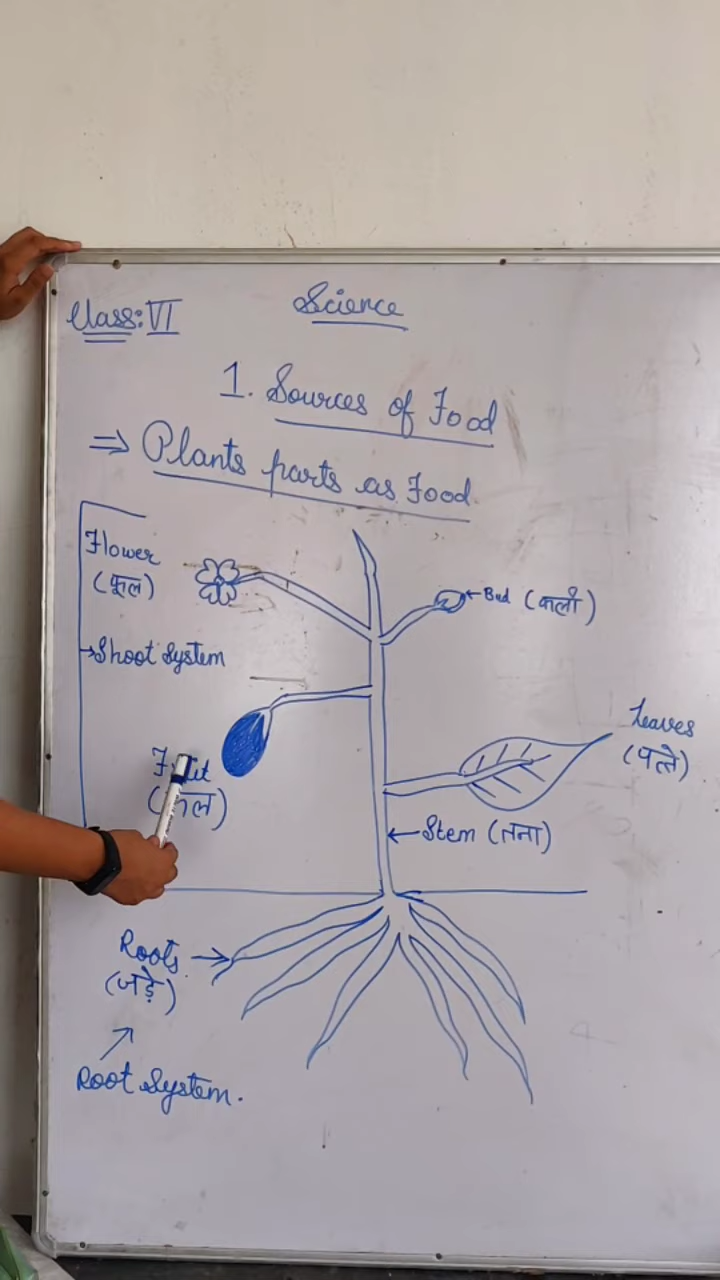 Class: VI
Science
1. Sources of Food
⇒ Plants parts as Food.
Flower
(फूल)
←Bud (कली)
→Shoot System
Leaves
(पत्ते)
(फल)
←Stem (तना)
Roots →
(जड़े)
Root System.